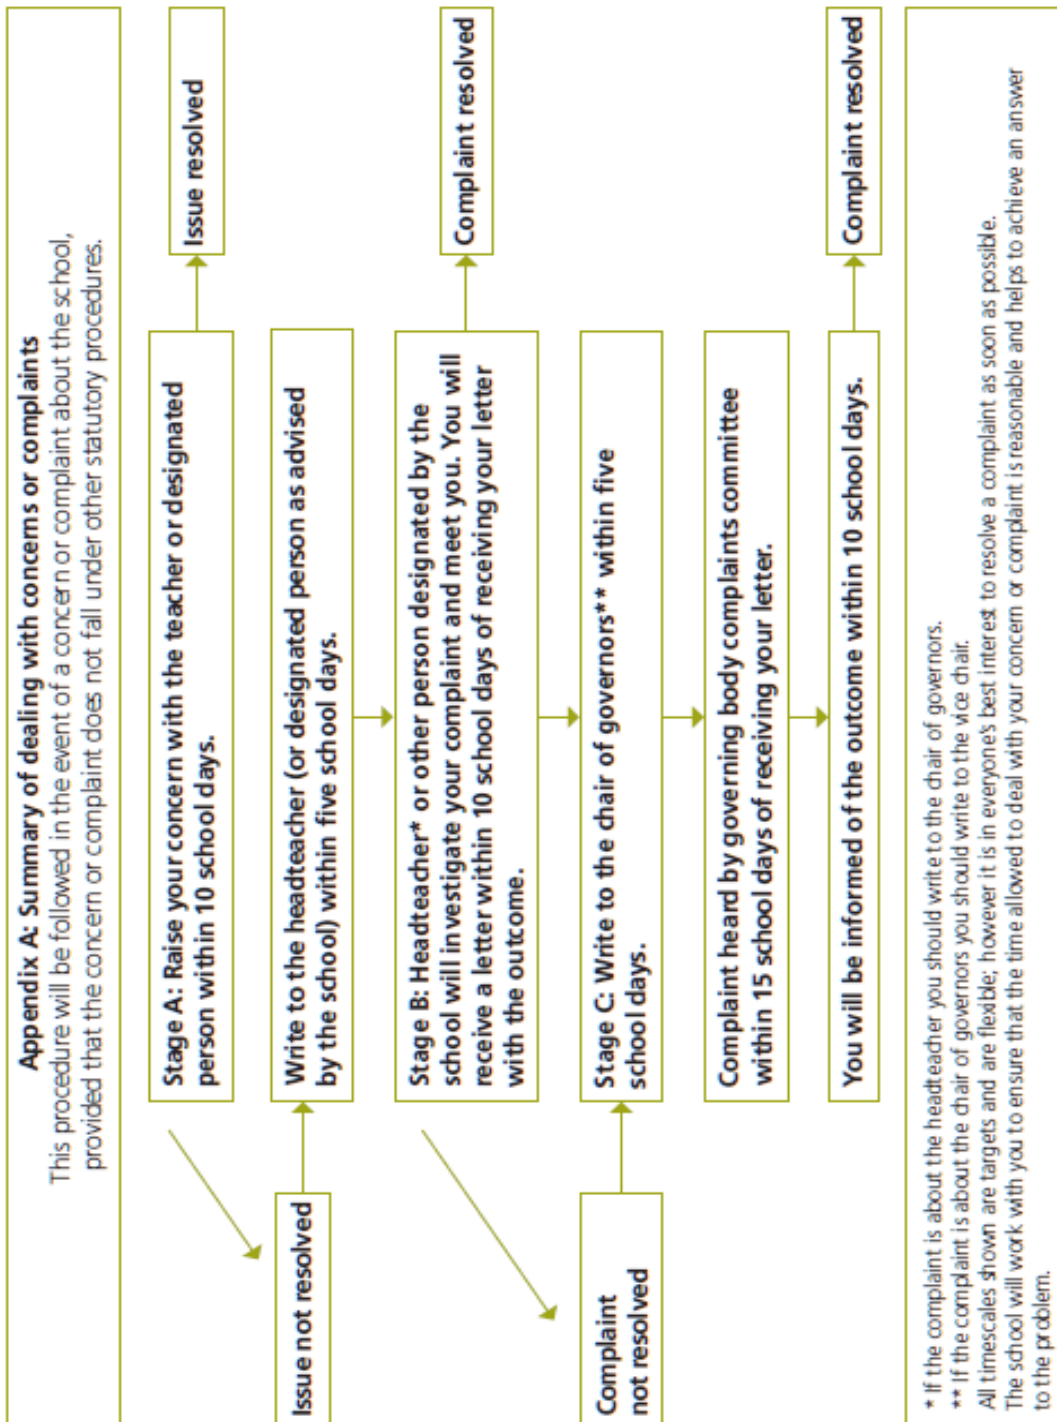 Appendix A: Summary of dealing with concerns or complaints
This procedure will be followed in the event of a concern or complaint about the school,
provided that the concern or complaint does not fall under other statutory procedures.
Stage A: Raise your concern with the teacher or designated
person within 10 school days.
Issue resolved
Issue not resolved
Write to the headteacher (or designated person as advised
by the school) within five school days.
Stage B: Headteacher* or other person designated by the
school will investigate your complaint and meet you. You will
receive a letter within 10 school days of receiving your letter
with the outcome.
Complaint resolved
Complaint
not resolved
Stage C: Write to the chair of governors** within five
school days.
Complaint heard by governing body complaints committee
within 15 school days of receiving your letter.
You will be informed of the outcome within 10 school days.
Complaint resolved
* If the complaint is about the headteacher you should write to the chair of governors.
** If the complaint is about the chair of governors you should write to the vice chair.
All timescales shown are targets and are flexible; however it is in everyone's best interest to resolve a complaint as soon as possible.
The school will work with you to ensure that the time allowed to deal with your concern or complaint is reasonable and helps to achieve an answer
to the problem.